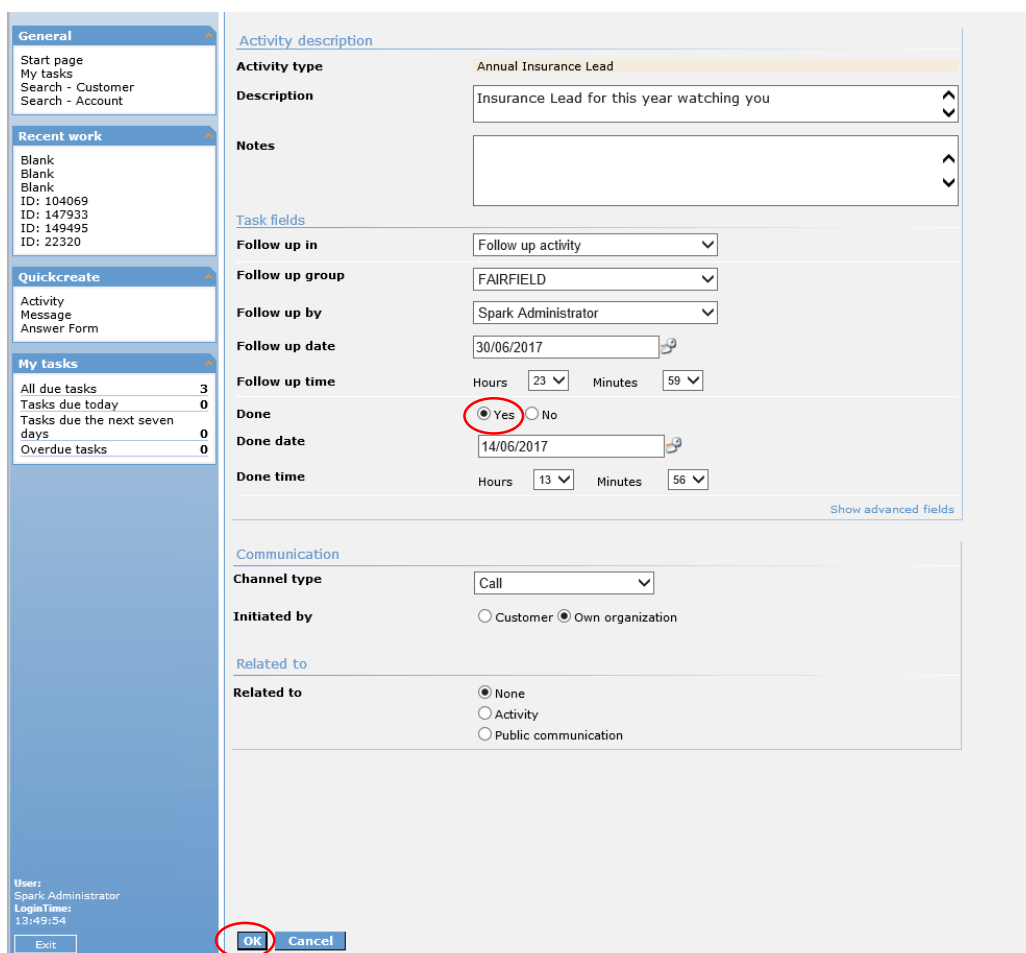 General
Start page
My tasks
Search - Customer
Search - Account
Recent work
Blank
Blank
Blank
ID: 104069
ID: 147933
ID: 149495
ID: 22320
Quickcreate
Activity
Message
Answer Form
My tasks
All due tasks 3
Tasks due today 0
Tasks due the next seven
days 0
Overdue tasks 0
User:
Spark Administrator
LoginTime:
13:49:54
Exit
Activity description
Activity type Annual Insurance Lead
Description Insurance Lead for this year watching you
Notes
Task fields
Follow up in Follow up activity
Follow up group FAIRFIELD
Follow up by Spark Administrator
Follow up date 30/06/2017
Follow up time Hours 23 Minutes 59
Done Yes No
Done date 14/06/2017
Done time Hours 13 Minutes 56
Show advanced fields
Communication
Channel type Call
Initiated by Customer Own organization
Related to
Related to None
Activity
Public communication
OK Cancel